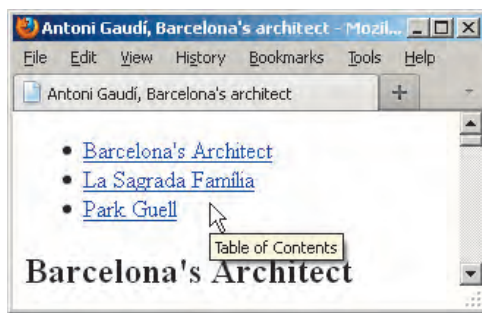 Antoni Gaudí, Barcelona's architect - Mozil...
File Edit View History Bookmarks Tools Help
Antoni Gaudí, Barcelona's architect
Barcelona's Architect
La Sagrada Família
Park Guell
Table of Contents
Barcelona's Architect